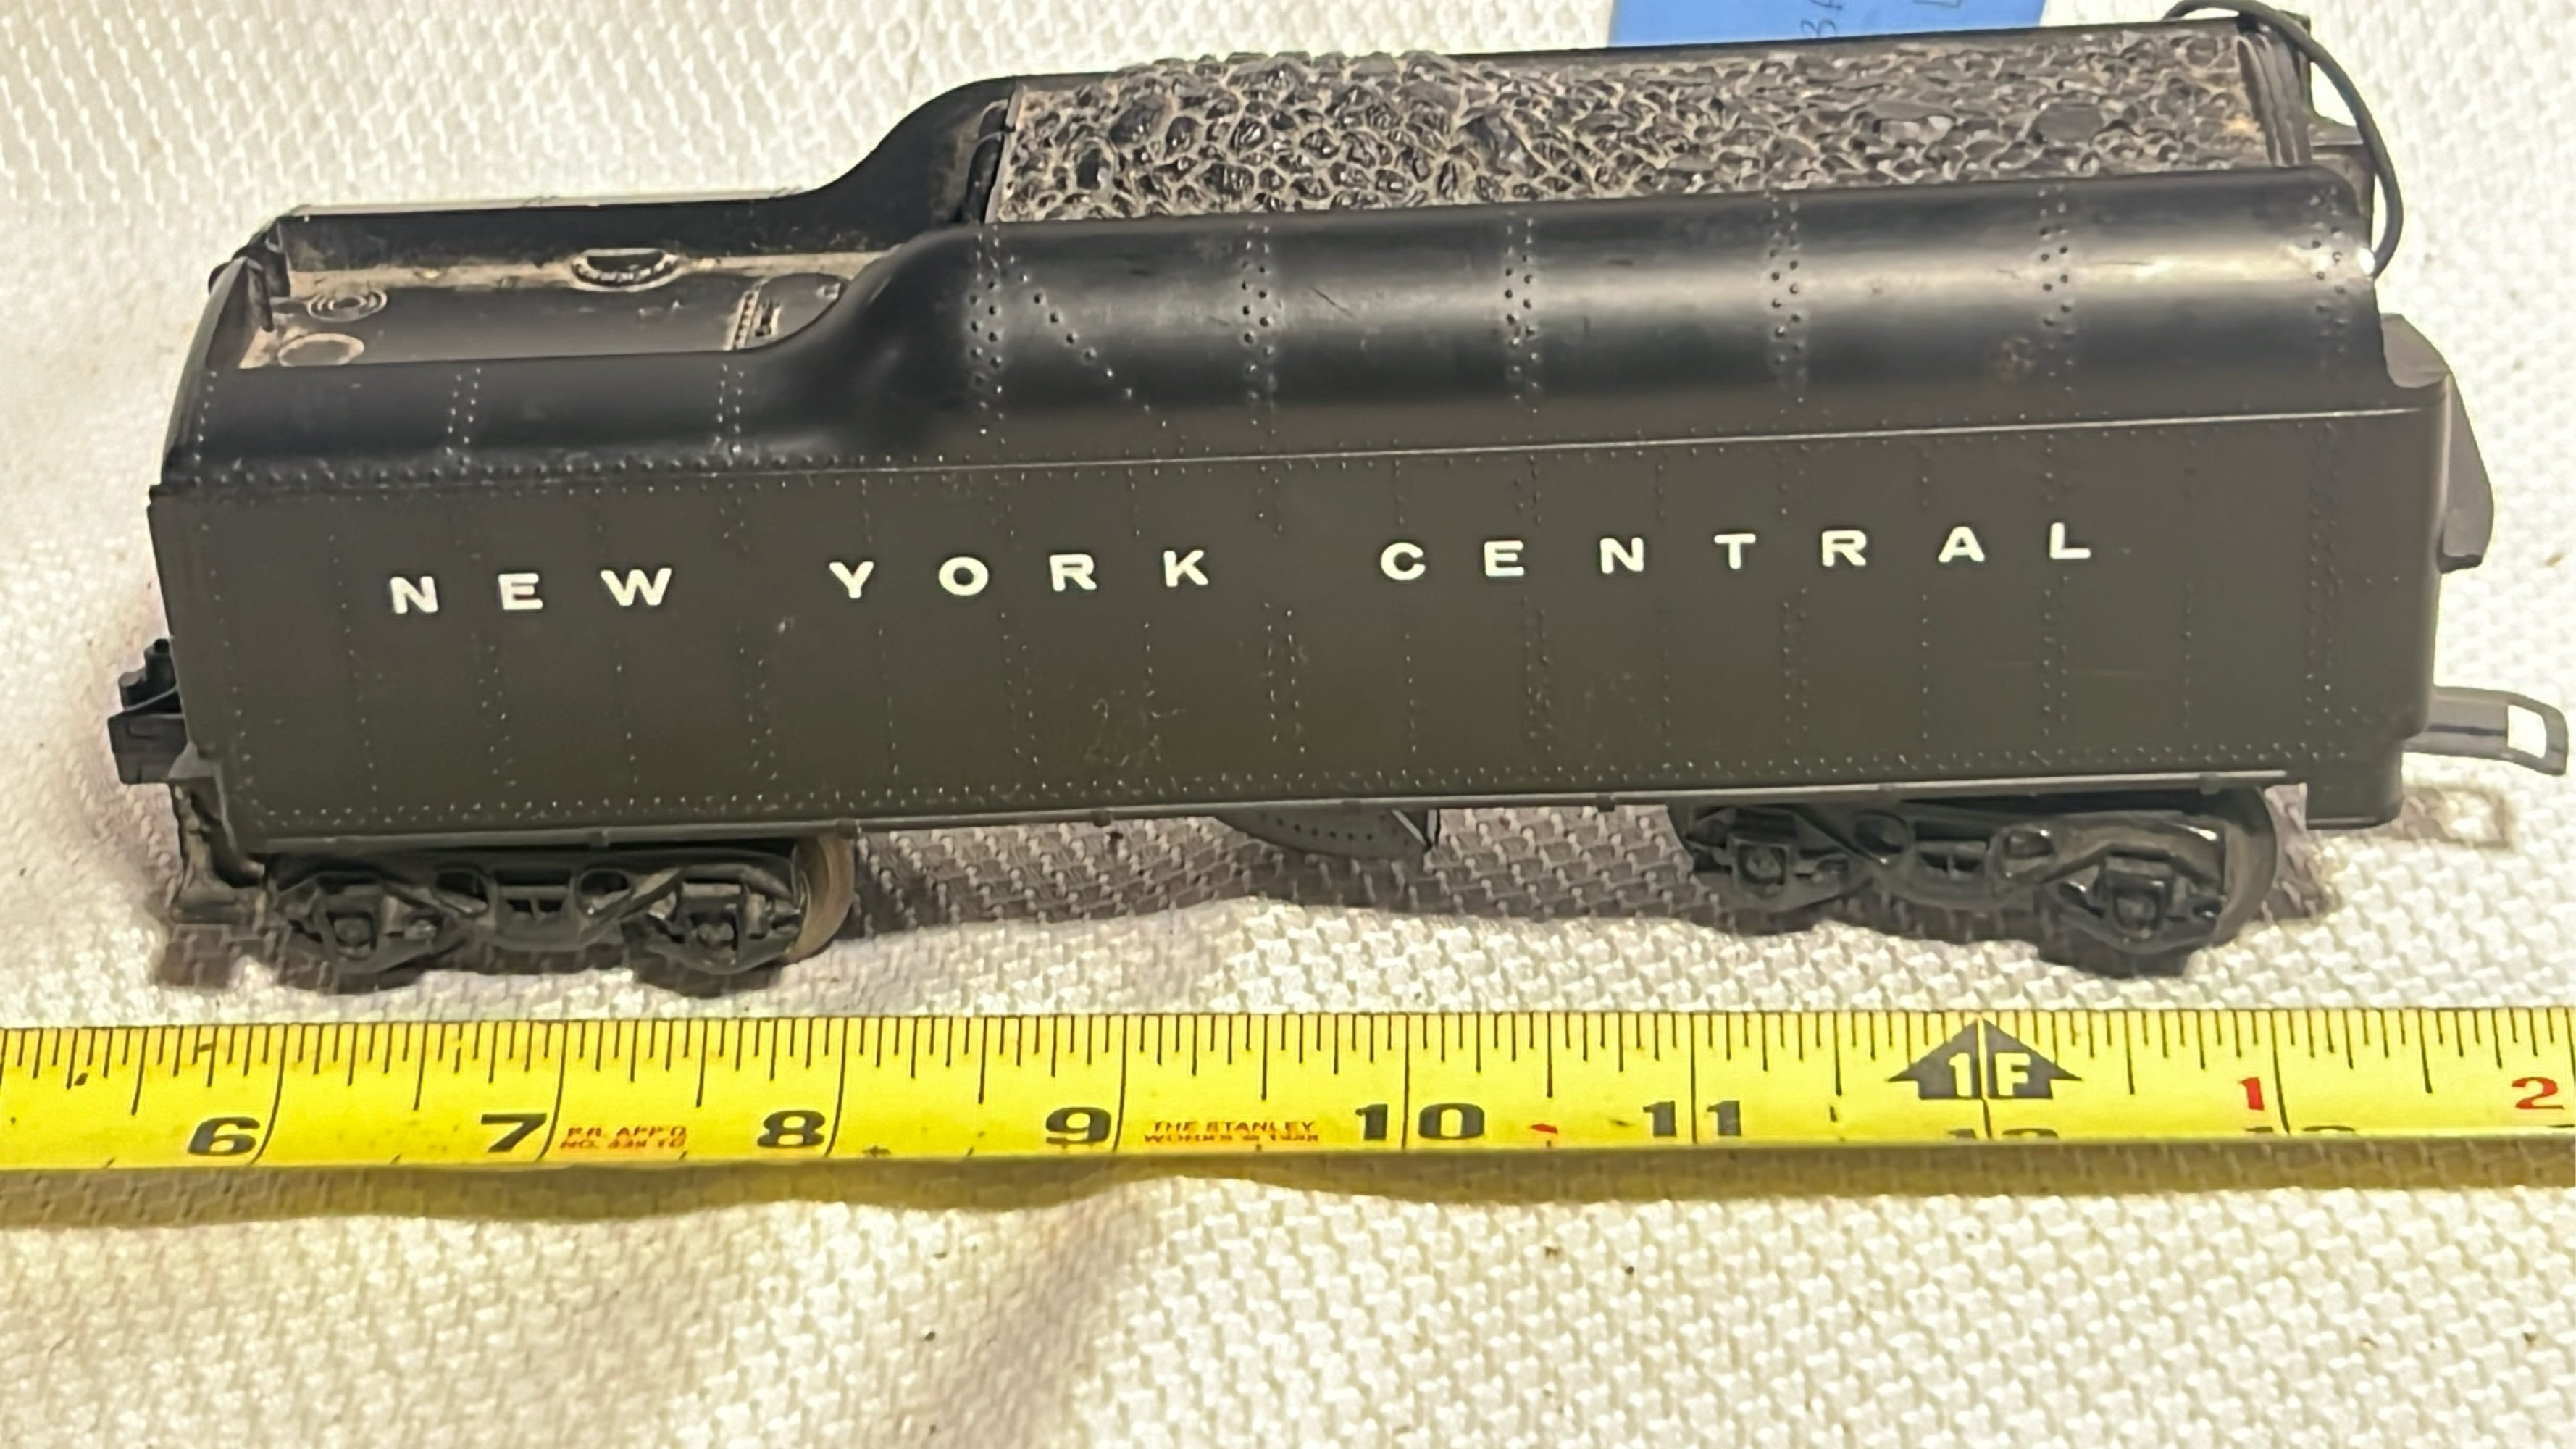 NEW YORK CENTRAL
1F
6 7 8 9 10 11 1 2
THE STANLEY